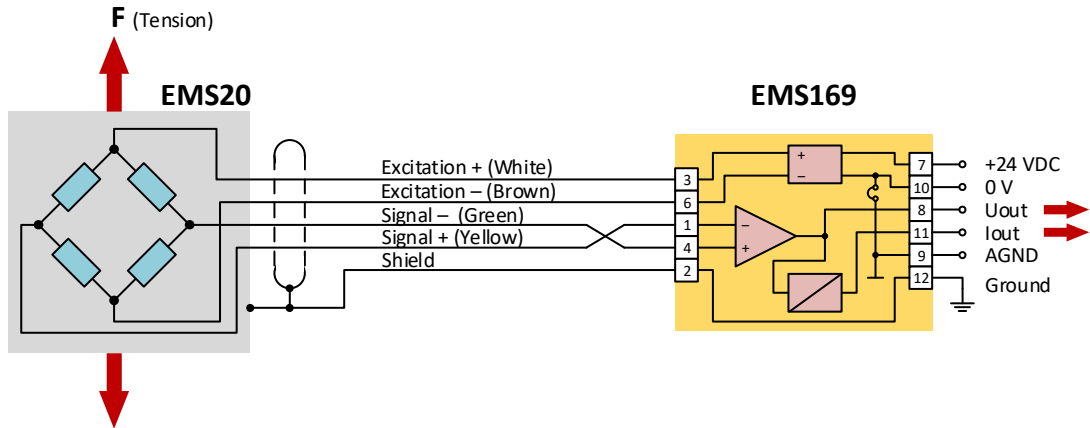 F (Tension)
EMS20
EMS169
Excitation + (White)
Excitation – (Brown)
Signal – (Green)
Signal + (Yellow)
Shield
3
6
1
4
2
+
–
–
+
7
10
8
11
9
12
+24 VDC
0 V
Uout
Iout
AGND
Ground